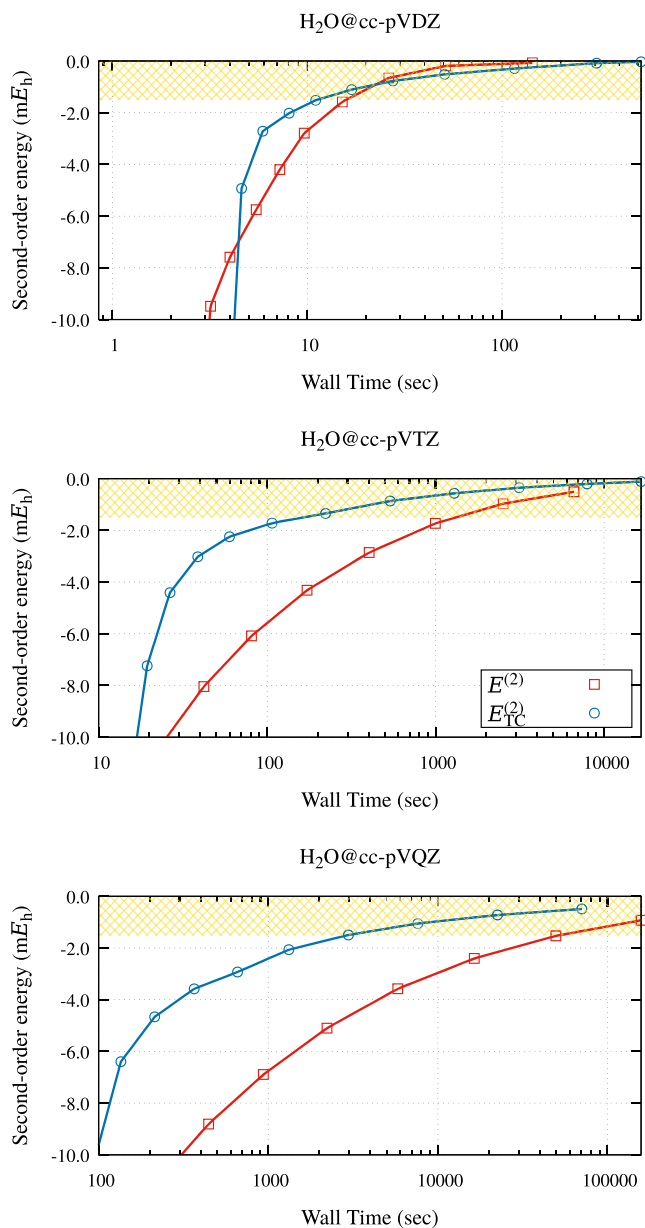 H₂O@cc-pVDZ
Second-order energy (mEₕ)
0.0
-2.0
-4.0
-6.0
-8.0
-10.0
1 10 100
Wall Time (sec)
H₂O@cc-pVTZ
Second-order energy (mEₕ)
0.0
-2.0
-4.0
-6.0
-8.0
-10.0
E⁽²⁾
E_TC⁽²⁾
10 100 1000 10000
Wall Time (sec)
H₂O@cc-pVQZ
Second-order energy (mEₕ)
0.0
-2.0
-4.0
-6.0
-8.0
-10.0
100 1000 10000 100000
Wall Time (sec)